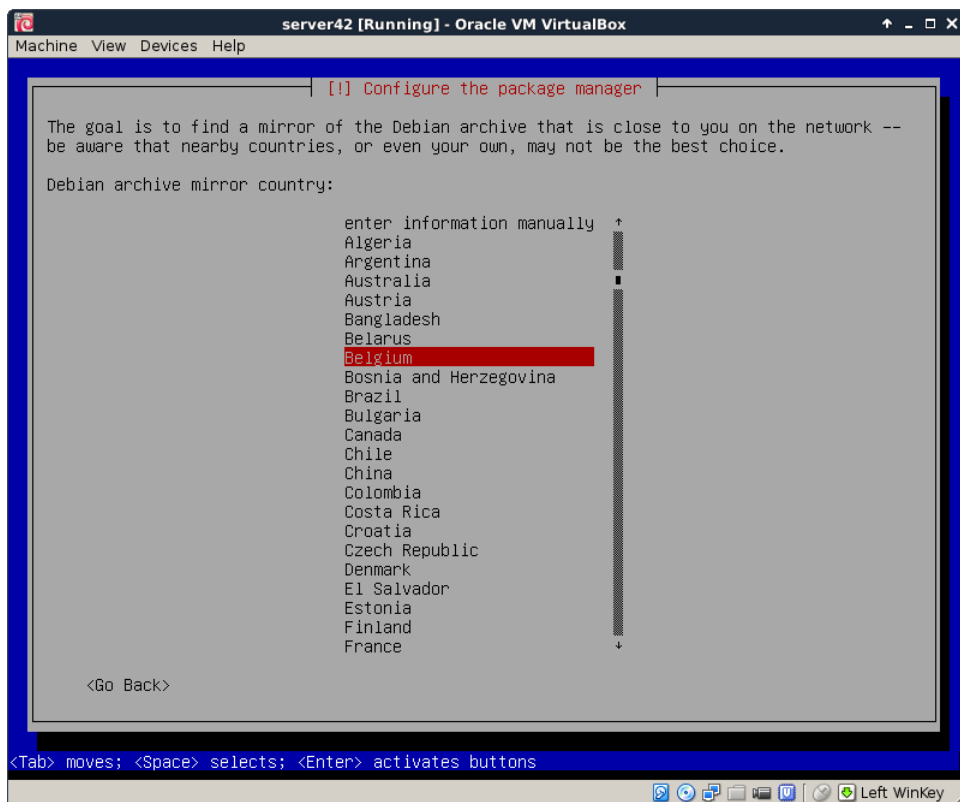 server42 [Running] - Oracle VM VirtualBox
Machine View Devices Help
[!] Configure the package manager
The goal is to find a mirror of the Debian archive that is close to you on the network --
be aware that nearby countries, or even your own, may not be the best choice.
Debian archive mirror country:
enter information manually
Algeria
Argentina
Australia
Austria
Bangladesh
Belarus
Belgium
Bosnia and Herzegovina
Brazil
Bulgaria
Canada
Chile
China
Colombia
Costa Rica
Croatia
Czech Republic
Denmark
El Salvador
Estonia
Finland
France
<Go Back>
<Tab> moves; <Space> selects; <Enter> activates buttons
Left WinKey